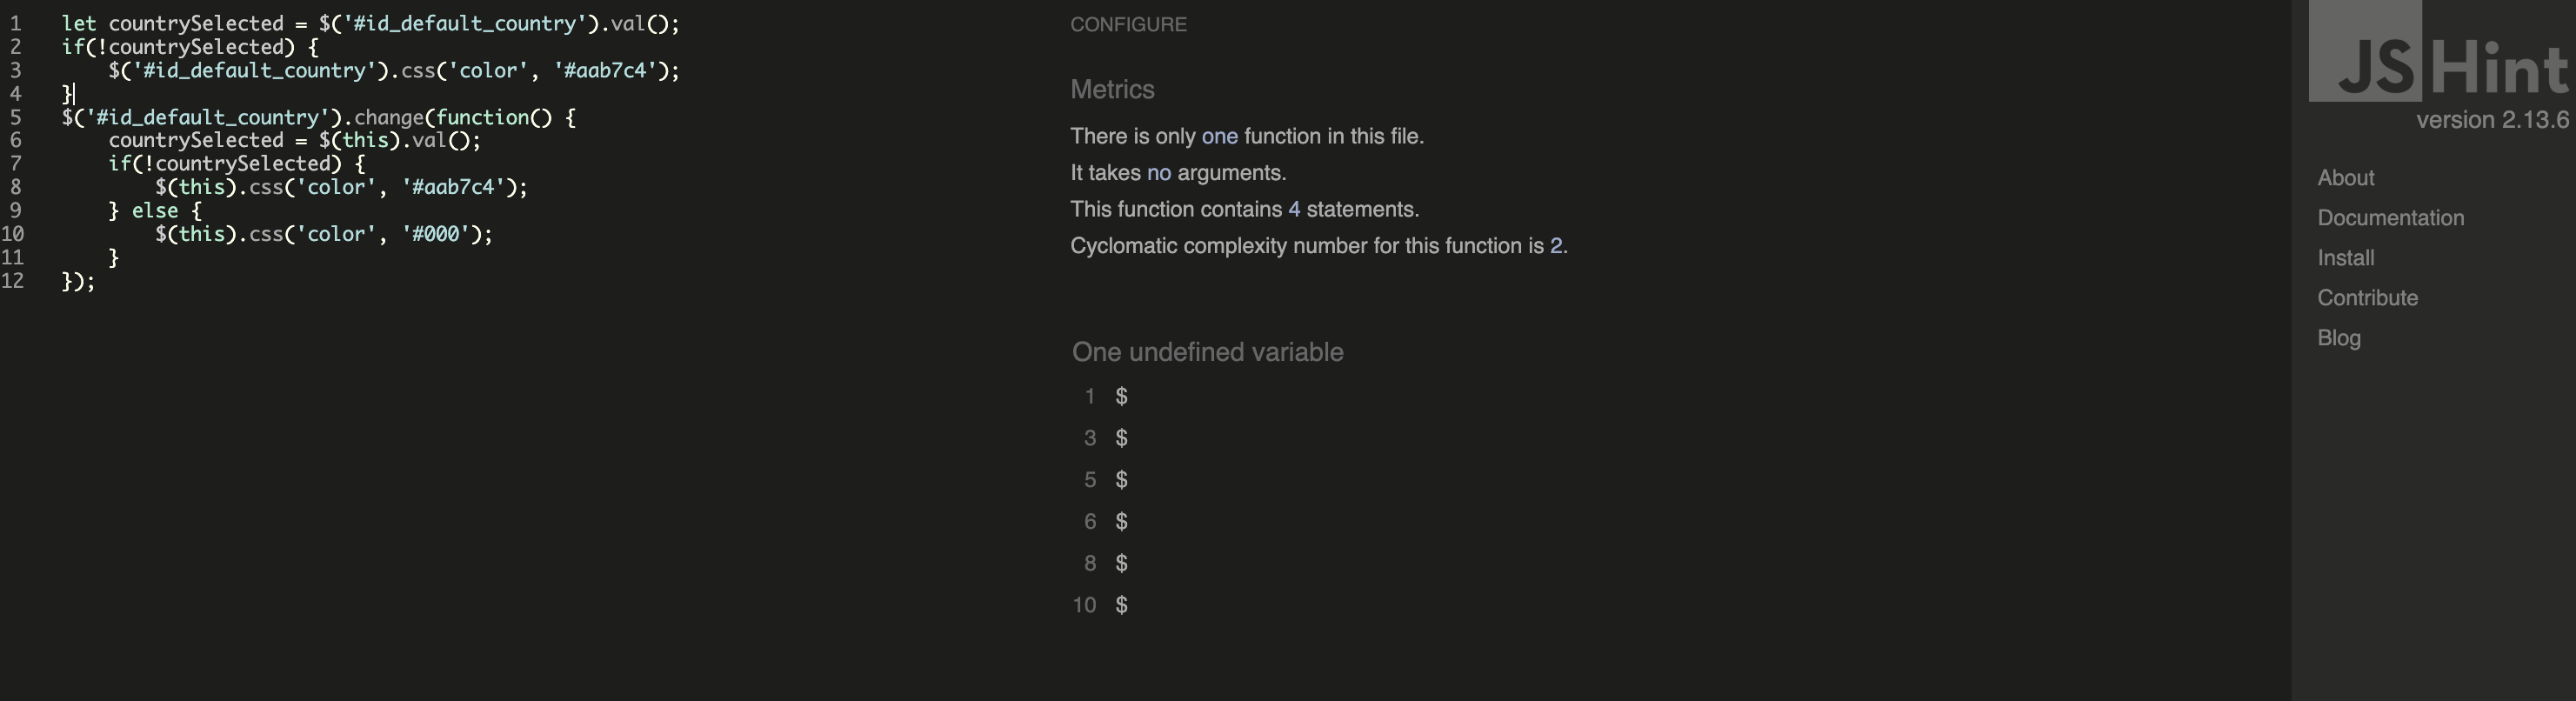 1 let countrySelected = $('#id_default_country').val();
2 if(!countrySelected) {
3 $('#id_default_country').css('color', '#aab7c4');
4 }
5 $('#id_default_country').change(function() {
6 countrySelected = $(this).val();
7 if(!countrySelected) {
8 $(this).css('color', '#aab7c4');
9 } else {
10 $(this).css('color', '#000');
11 }
12 });
CONFIGURE
Metrics
There is only one function in this file.
It takes no arguments.
This function contains 4 statements.
Cyclomatic complexity number for this function is 2.
One undefined variable
1 $
3 $
5 $
6 $
8 $
10 $
JSHint
version 2.13.6
About
Documentation
Install
Contribute
Blog